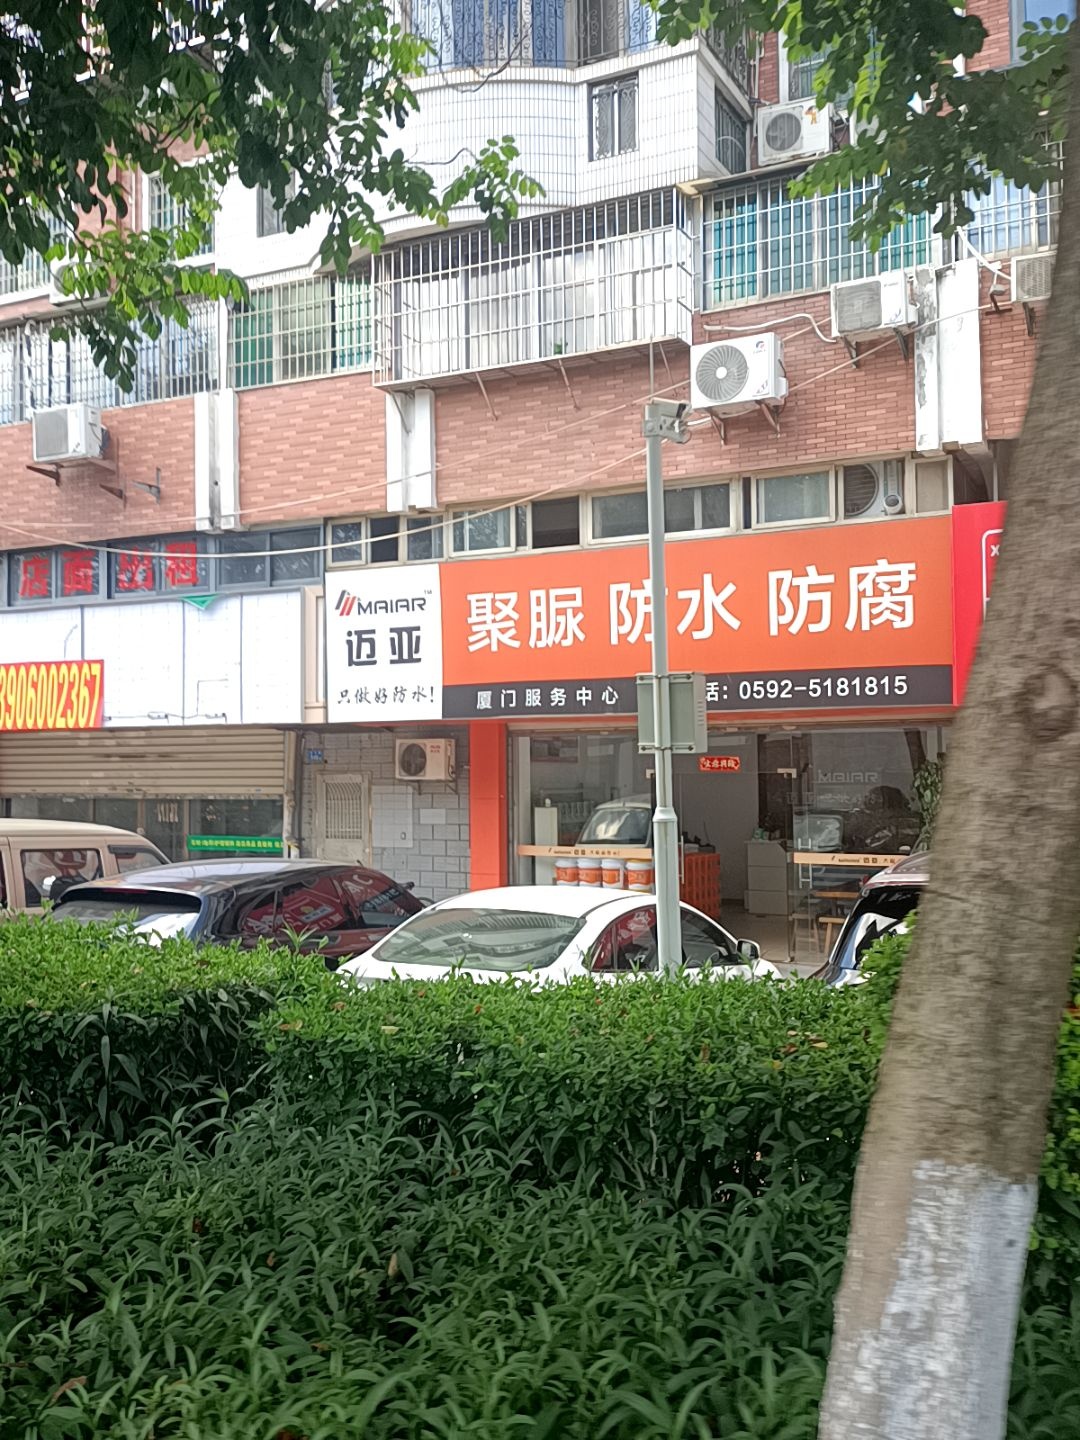 店面出租
3906002367
MAIAR™
迈亚
只做好防水!
聚脲 防水 防腐
厦门服务中心
话: 0592-5181815
MAIAR